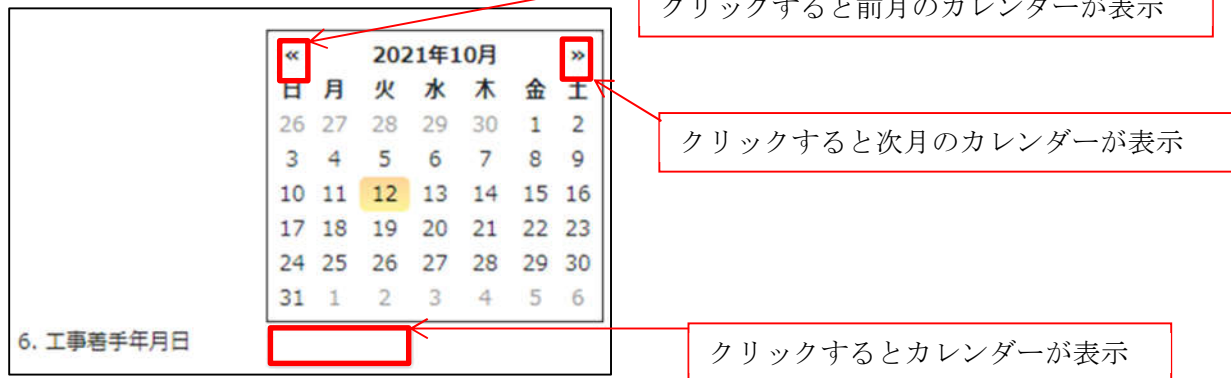 クリックすると前月のカレンダーが表示
« 2021年10月 »
日 月 火 水 木 金 土
26 27 28 29 30 1 2
3 4 5 6 7 8 9
10 11 12 13 14 15 16
17 18 19 20 21 22 23
24 25 26 27 28 29 30
31 1 2 3 4 5 6
クリックすると次月のカレンダーが表示
6. 工事着手年月日
クリックするとカレンダーが表示